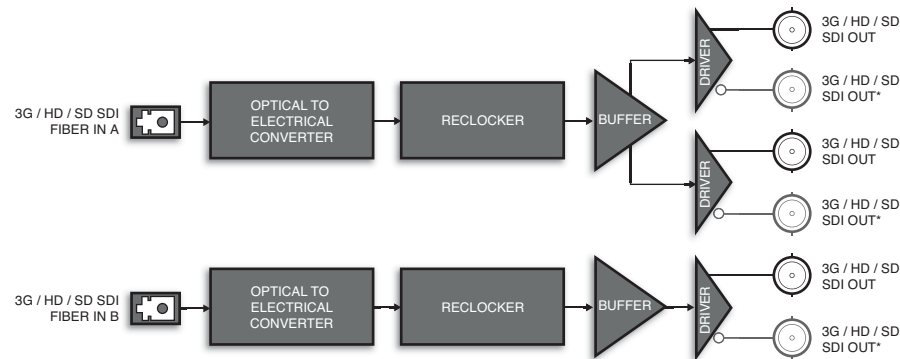 3G / HD / SD SDI
FIBER IN A
OPTICAL TO
ELECTRICAL
CONVERTER
RECLOCKER
BUFFER
DRIVER
3G / HD / SD
SDI OUT
3G / HD / SD
SDI OUT*
DRIVER
3G / HD / SD
SDI OUT
3G / HD / SD
SDI OUT*
3G / HD / SD SDI
FIBER IN B
OPTICAL TO
ELECTRICAL
CONVERTER
RECLOCKER
BUFFER
DRIVER
3G / HD / SD
SDI OUT
3G / HD / SD
SDI OUT*